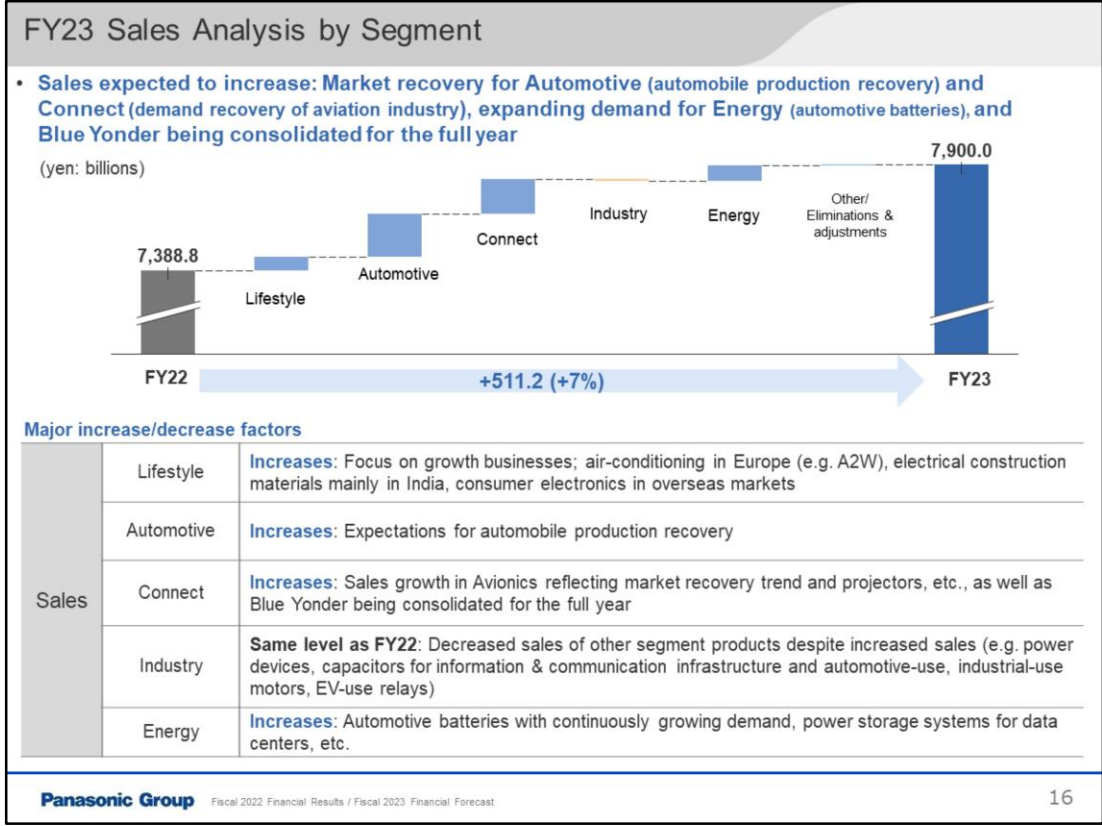 FY23 Sales Analysis by Segment
• Sales expected to increase: Market recovery for Automotive (automobile production recovery) and
Connect (demand recovery of aviation industry), expanding demand for Energy (automotive batteries), and
Blue Yonder being consolidated for the full year
(yen: billions)
7,388.8
Lifestyle
Automotive
Connect
Industry
Energy
Other/
Eliminations &
adjustments
7,900.0
FY22
+511.2 (+7%)
FY23
Major increase/decrease factors
Sales
Lifestyle
Increases: Focus on growth businesses; air-conditioning in Europe (e.g. A2W), electrical construction
materials mainly in India, consumer electronics in overseas markets
Automotive
Increases: Expectations for automobile production recovery
Connect
Increases: Sales growth in Avionics reflecting market recovery trend and projectors, etc., as well as
Blue Yonder being consolidated for the full year
Industry
Same level as FY22: Decreased sales of other segment products despite increased sales (e.g. power
devices, capacitors for information & communication infrastructure and automotive-use, industrial-use
motors, EV-use relays)
Energy
Increases: Automotive batteries with continuously growing demand, power storage systems for data
centers, etc.
Panasonic Group
Fiscal 2022 Financial Results / Fiscal 2023 Financial Forecast
16